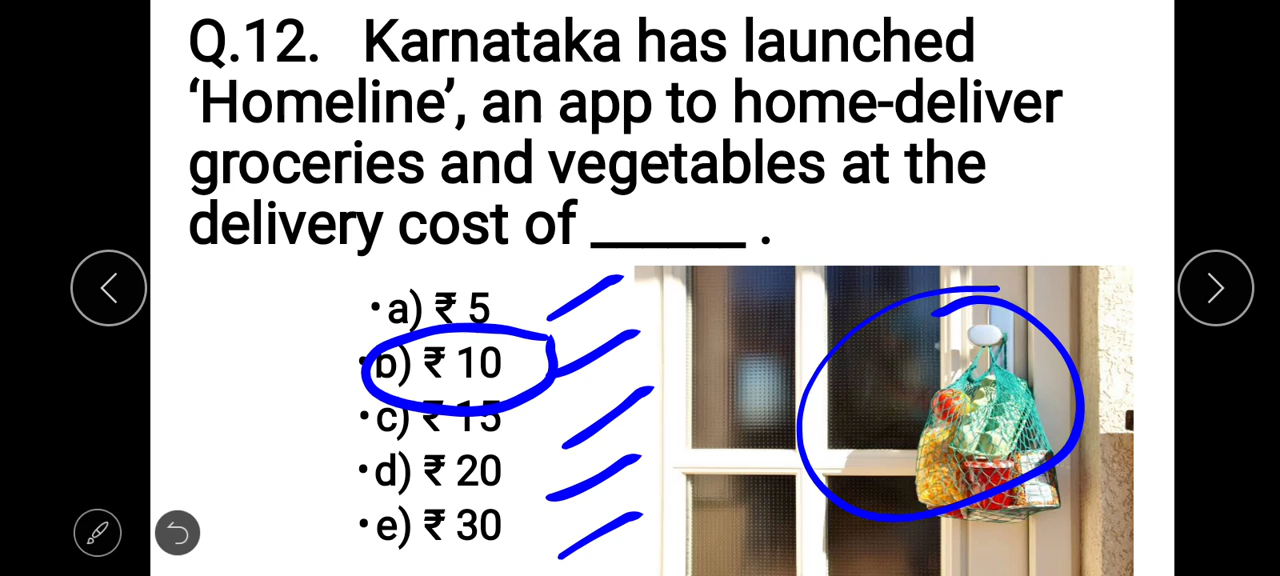 Q.12. Karnataka has launched
‘Homeline’, an app to home-deliver
groceries and vegetables at the
delivery cost of ______ .
•a) ₹ 5
•b) ₹ 10
•c) ₹ 15
•d) ₹ 20
•e) ₹ 30